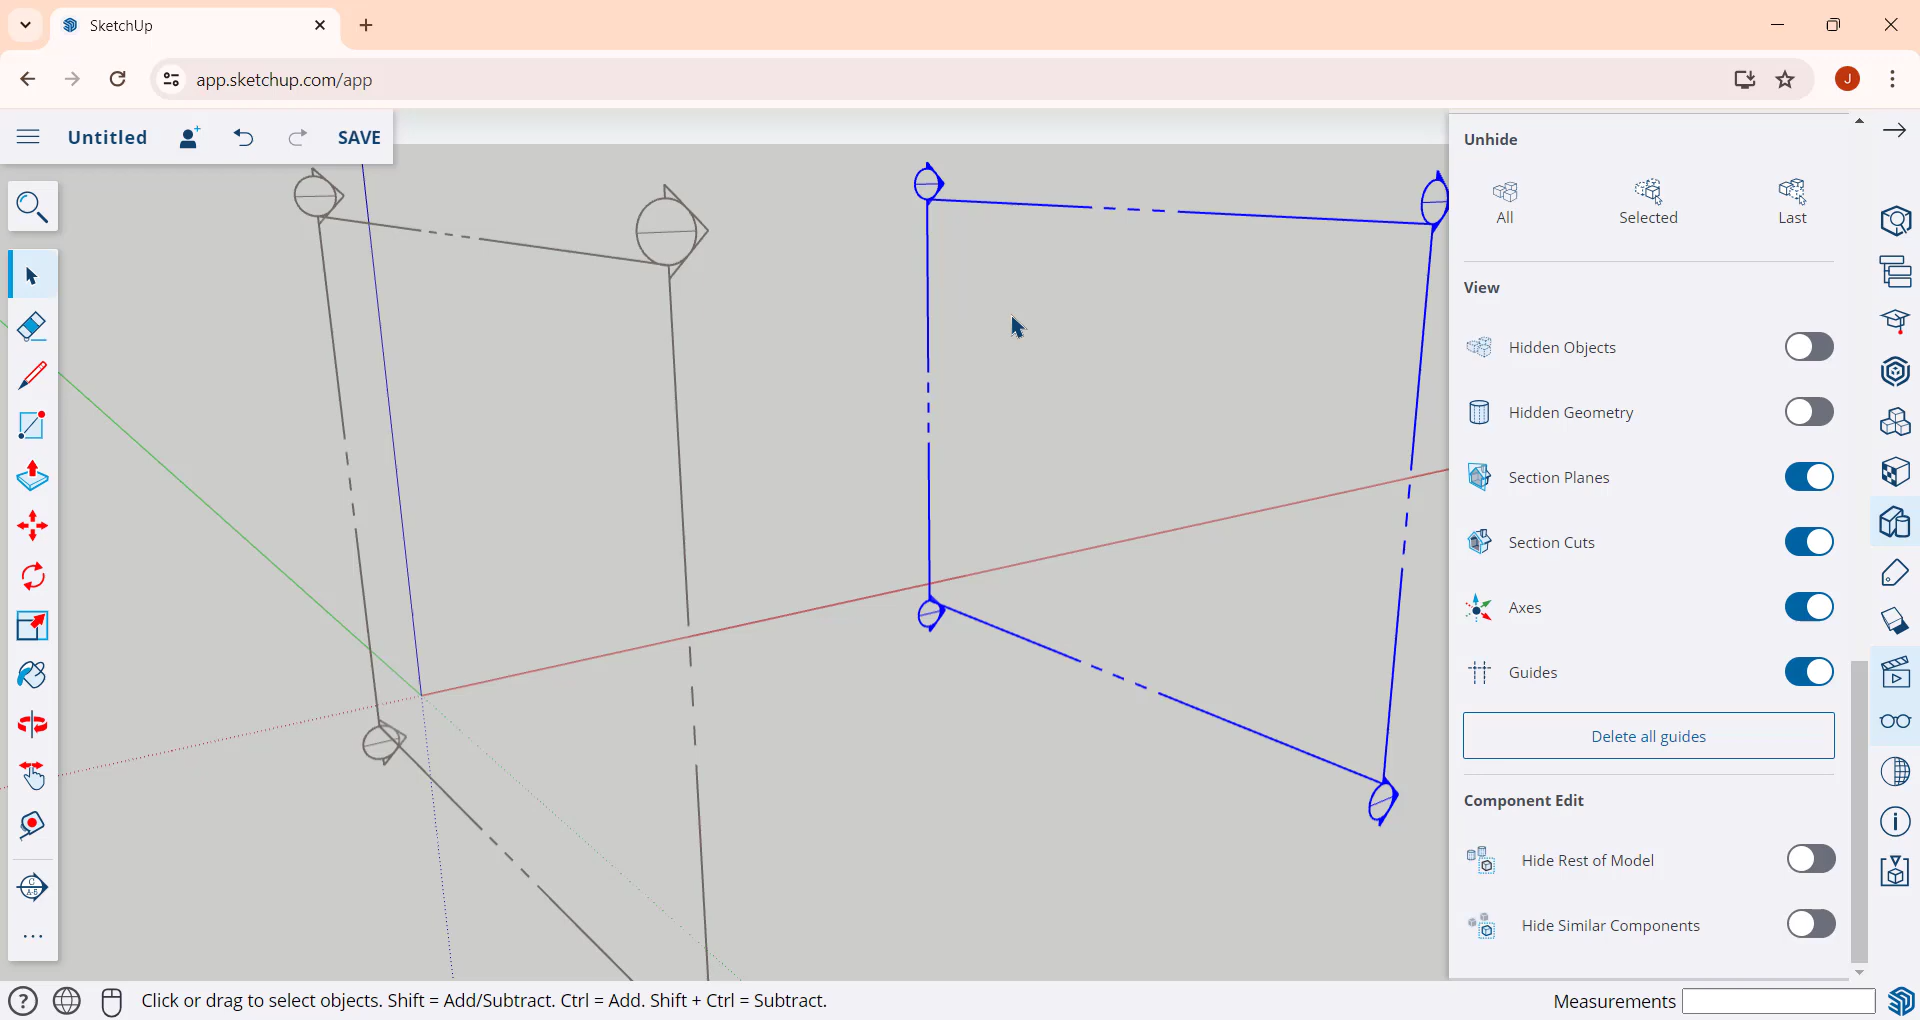 SketchUp
app.sketchup.com/app
J
Untitled
SAVE
Unhide
All
Selected
Last
View
Hidden Objects
Hidden Geometry
Section Planes
Section Cuts
Axes
Guides
Delete all guides
Component Edit
Hide Rest of Model
Hide Similar Components
C
A-5
Click or drag to select objects. Shift = Add/Subtract. Ctrl = Add. Shift + Ctrl = Subtract.
Measurements